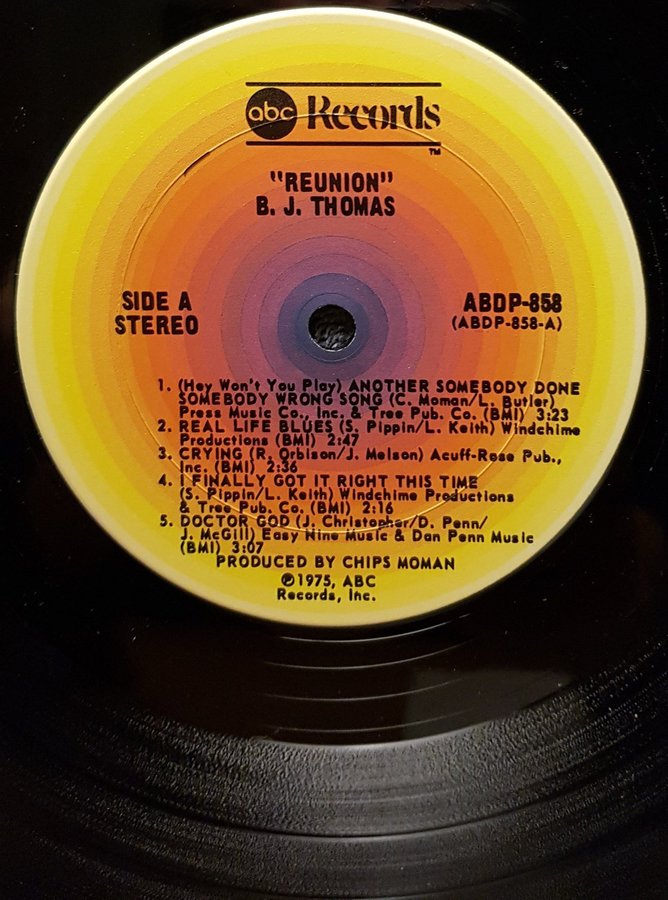 abc Records
TM
"REUNION"
B. J. THOMAS
SIDE A
STEREO
ABDP-858
(ABDP-858-A)
1. (Hey Won't You Play) ANOTHER SOMEBODY DONE
SOMEBODY WRONG SONG (C. Moman/L. Butler)
Press Music Co., Inc. & Tree Pub. Co. (BMI) 3:23
2. REAL LIFE BLUES (S. Pippin/L. Keith) Windchime
Productions (BMI) 2:47
3. CRYING (R. Orbison/J. Melson) Acuff-Rose Pub.,
Inc. (BMI) 2:36
4. I FINALLY GOT IT RIGHT THIS TIME
(S. Pippin/L. Keith) Windchime Productions
& Tree Pub. Co. (BMI) 2:16
5. DOCTOR GOD (J. Christopher/D. Penn/
J. McGill) Easy Nine Music & Dan Penn Music
(BMI) 3:07
PRODUCED BY CHIPS MOMAN
℗1975, ABC
Records, Inc.